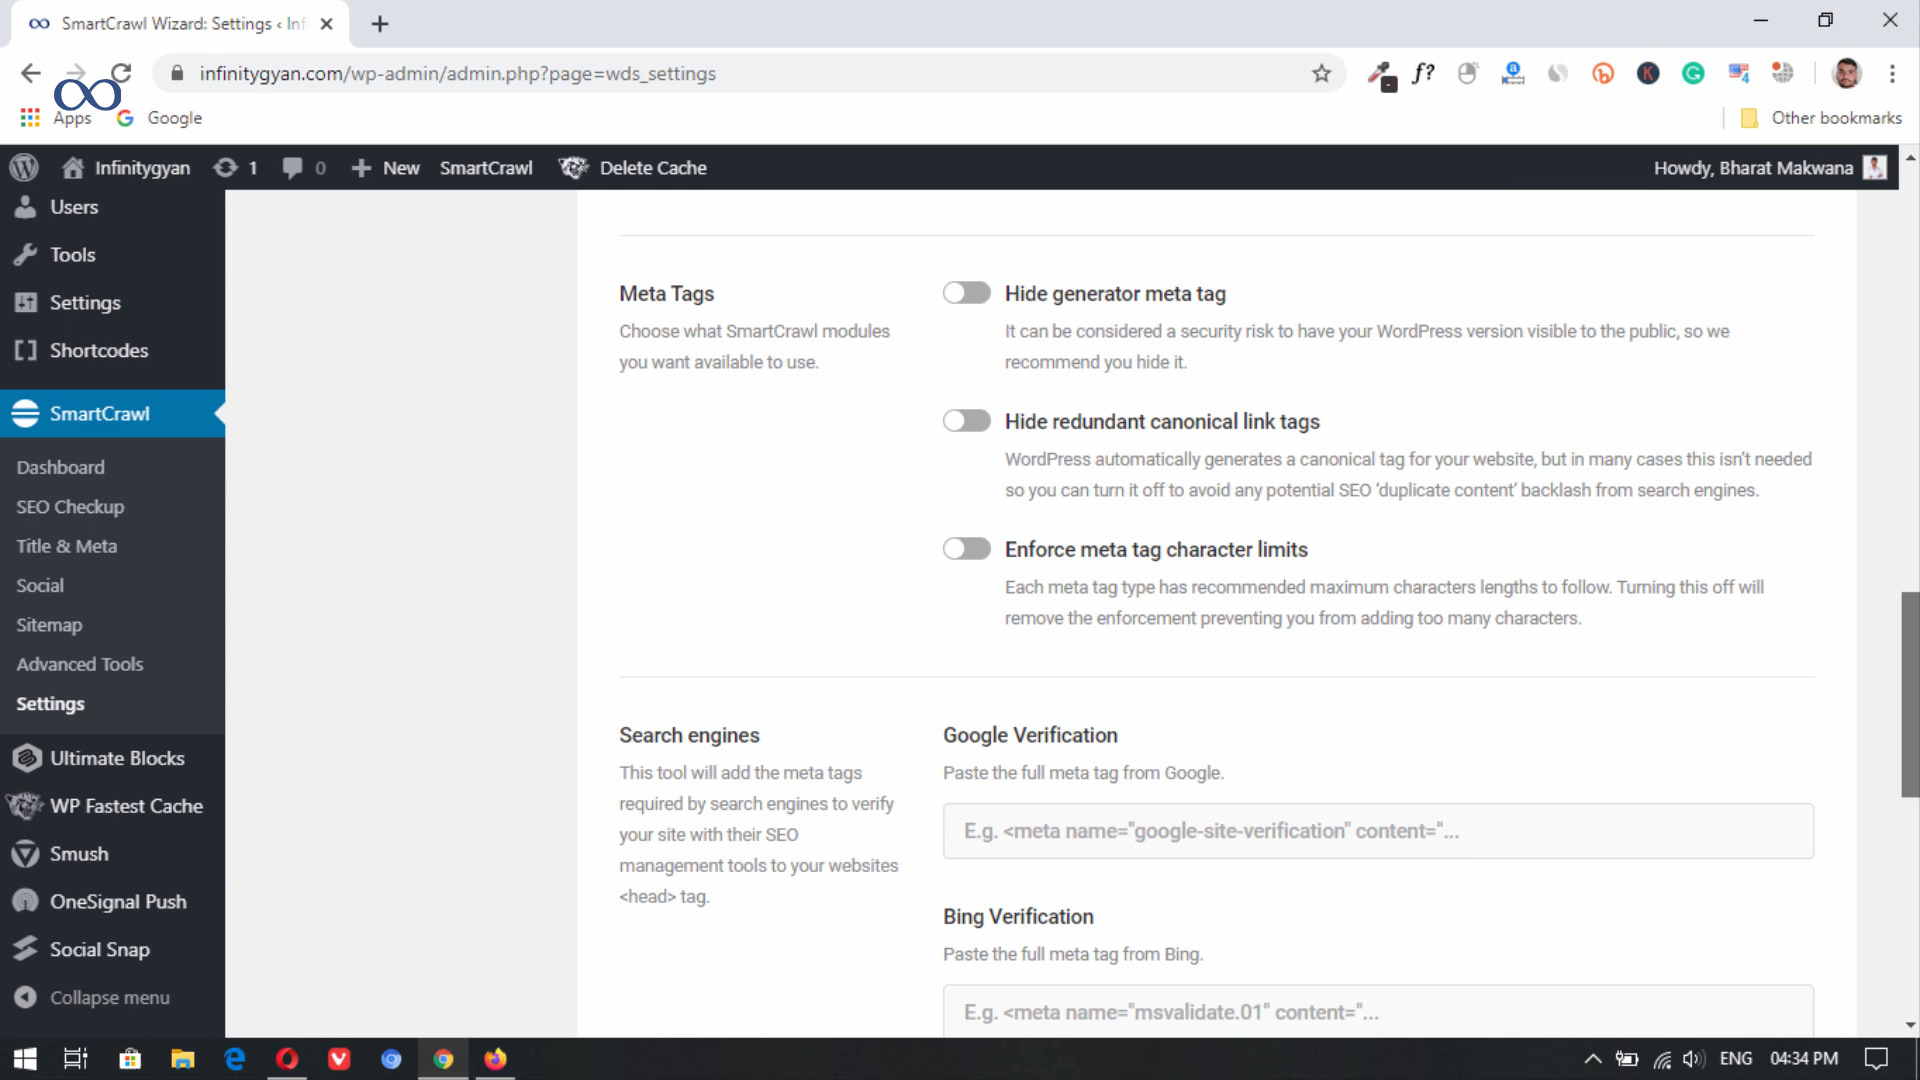 SmartCrawl Wizard: Settings ‹ Inf
infinitygyan.com/wp-admin/admin.php?page=wds_settings
f?
a
K
G
4
Apps
G Google
Other bookmarks
Infinitygyan 1 0 New SmartCrawl Delete Cache
Howdy, Bharat Makwana
Users
Tools
Settings
Shortcodes
SmartCrawl
Dashboard
SEO Checkup
Title & Meta
Social
Sitemap
Advanced Tools
Settings
Ultimate Blocks
WP Fastest Cache
Smush
OneSignal Push
Social Snap
Collapse menu
Meta Tags
Choose what SmartCrawl modules
you want available to use.
Hide generator meta tag
It can be considered a security risk to have your WordPress version visible to the public, so we
recommend you hide it.
Hide redundant canonical link tags
WordPress automatically generates a canonical tag for your website, but in many cases this isn't needed
so you can turn it off to avoid any potential SEO ‘duplicate content’ backlash from search engines.
Enforce meta tag character limits
Each meta tag type has recommended maximum characters lengths to follow. Turning this off will
remove the enforcement preventing you from adding too many characters.
Search engines
This tool will add the meta tags
required by search engines to verify
your site with their SEO
management tools to your websites
<head> tag.
Google Verification
Paste the full meta tag from Google.
E.g. <meta name="google-site-verification" content="...
Bing Verification
Paste the full meta tag from Bing.
E.g. <meta name="msvalidate.01" content="...
ENG 04:34 PM